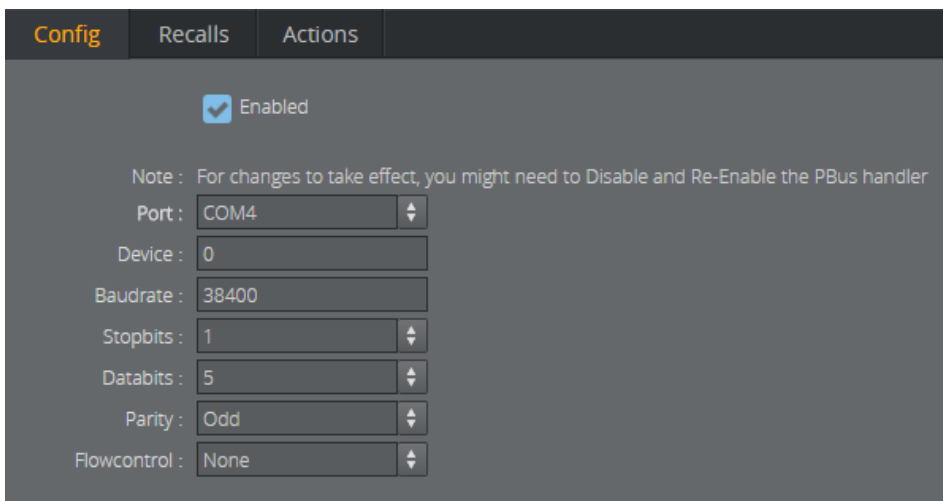 Config Recalls Actions
Enabled
Note : For changes to take effect, you might need to Disable and Re-Enable the PBus handler
Port : COM4
Device : 0
Baudrate : 38400
Stopbits : 1
Databits : 5
Parity : Odd
Flowcontrol : None